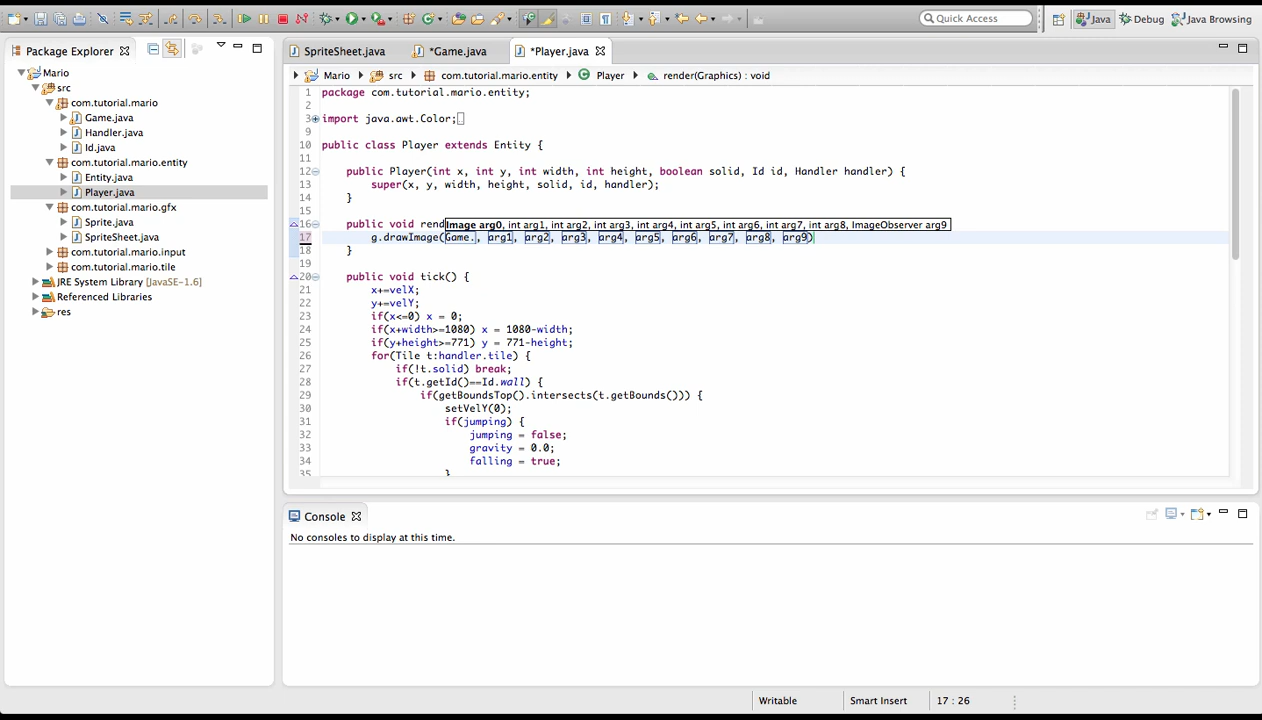 Quick Access
Java
Debug
Java Browsing
Package Explorer
SpriteSheet.java
*Game.java
*Player.java
Mario
src
com.tutorial.mario
Game.java
Handler.java
Id.java
com.tutorial.mario.entity
Entity.java
Player.java
com.tutorial.mario.gfx
Sprite.java
SpriteSheet.java
com.tutorial.mario.input
com.tutorial.mario.tile
JRE System Library [JavaSE-1.6]
Referenced Libraries
res
Mario src com.tutorial.mario.entity Player render(Graphics) : void
1 package com.tutorial.mario.entity;
2
3 import java.awt.Color;
9
10 public class Player extends Entity {
11
12 public Player(int x, int y, int width, int height, boolean solid, Id id, Handler handler) {
13 super(x, y, width, height, solid, id, handler);
14 }
15
16 public void rend
Image arg0, int arg1, int arg2, int arg3, int arg4, int arg5, int arg6, int arg7, int arg8, ImageObserver arg9
17 g.drawImage(Game., arg1, arg2, arg3, arg4, arg5, arg6, arg7, arg8, arg9)
18 }
19
20 public void tick() {
21 x+=velX;
22 y+=velY;
23 if(x<=0) x = 0;
24 if(x+width>=1080) x = 1080-width;
25 if(y+height>=771) y = 771-height;
26 for(Tile t:handler.tile) {
27 if(!t.solid) break;
28 if(t.getId()==Id.wall) {
29 if(getBoundsTop().intersects(t.getBounds())) {
30 setVelY(0);
31 if(jumping) {
32 jumping = false;
33 gravity = 0.0;
34 falling = true;
35 }
Console
No consoles to display at this time.
Writable
Smart Insert
17 : 26